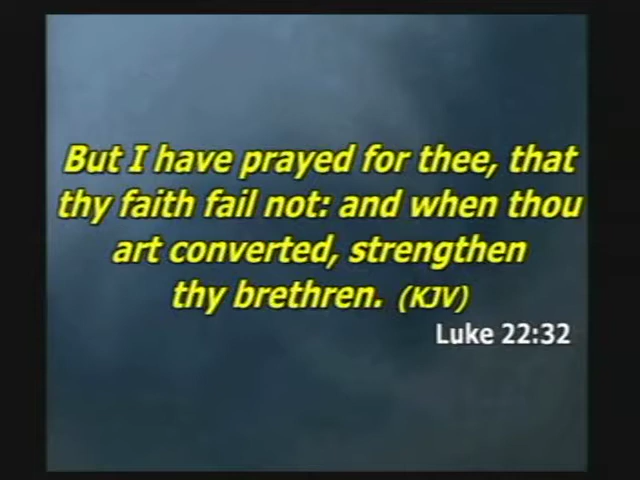 But I have prayed for thee, that
thy faith fail not: and when thou
art converted, strengthen
thy brethren. (KJV)
Luke 22:32